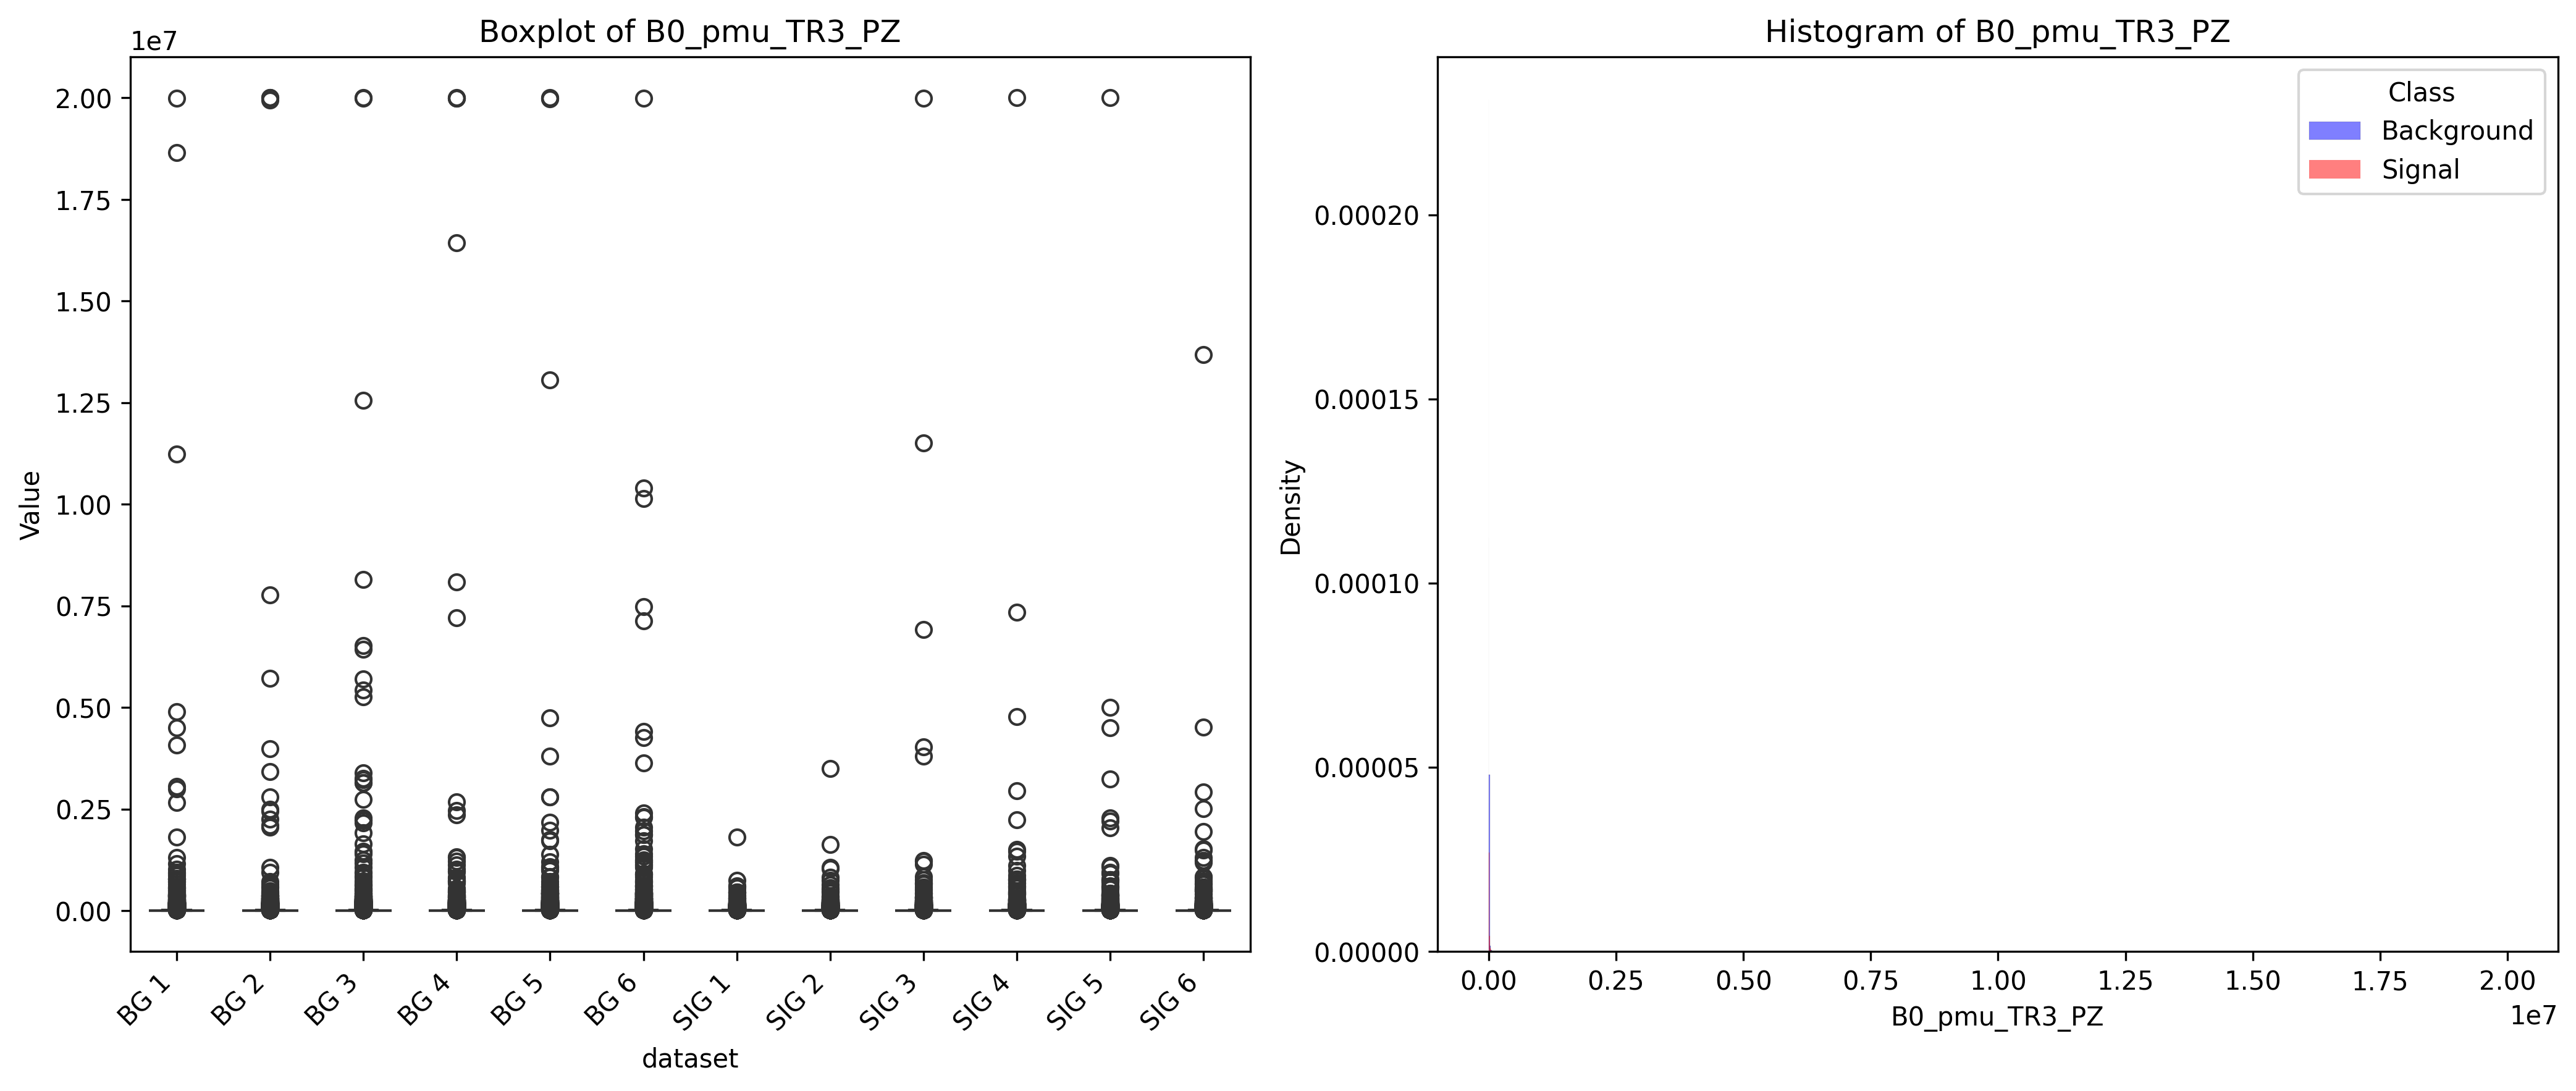 Boxplot of B0_pmu_TR3_PZ
1e7
2.00
1.75
1.50
1.25
1.00
0.75
0.50
0.25
0.00
Value
BG 1
BG 2
BG 3
BG 4
BG 5
BG 6
SIG 1
SIG 2
SIG 3
SIG 4
SIG 5
SIG 6
dataset
Histogram of B0_pmu_TR3_PZ
Class
Background
Signal
0.00020
0.00015
0.00010
0.00005
0.00000
Density
0.00 0.25 0.50 0.75 1.00 1.25 1.50 1.75 2.00
1e7
B0_pmu_TR3_PZ